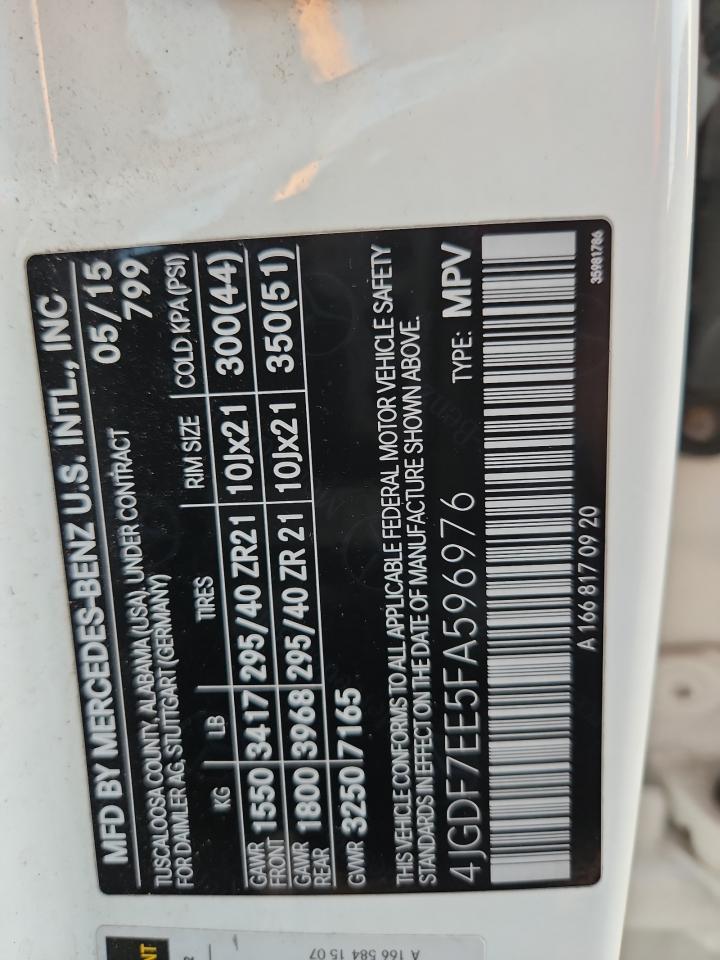 MFD BY MERCEDES-BENZ U.S. INTL., INC
TUSCALOOSA COUNTY, ALABAMA (USA), UNDER CONTRACT 05/15
FOR DAIMLER AG, STUTTGART (GERMANY) 799
KG LB TIRES RIM SIZE COLD KPA (PSI)
GAWR FRONT 1550 3417 295/40 ZR21 10Jx21 300(44)
GAWR REAR 1800 3968 295/40 ZR 21 10Jx21 350(51)
GVWR 3250 7165
THIS VEHICLE CONFORMS TO ALL APPLICABLE FEDERAL MOTOR VEHICLE SAFETY
STANDARDS IN EFFECT ON THE DATE OF MANUFACTURE SHOWN ABOVE.
4JGDF7EE5FA596976 TYPE: MPV
A 166 817 09 20 35981786
A 166 584 15 07